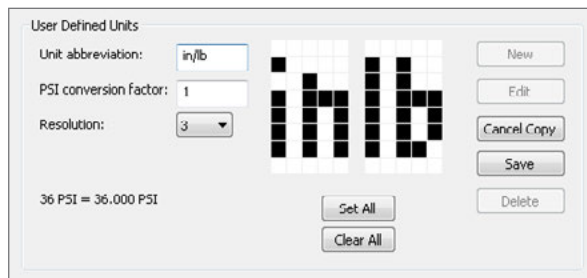 User Defined Units
Unit abbreviation: in/lb
PSI conversion factor: 1
Resolution: 3
36 PSI = 36.000 PSI
inlb
Set All
Clear All
New
Edit
Cancel Copy
Save
Delete